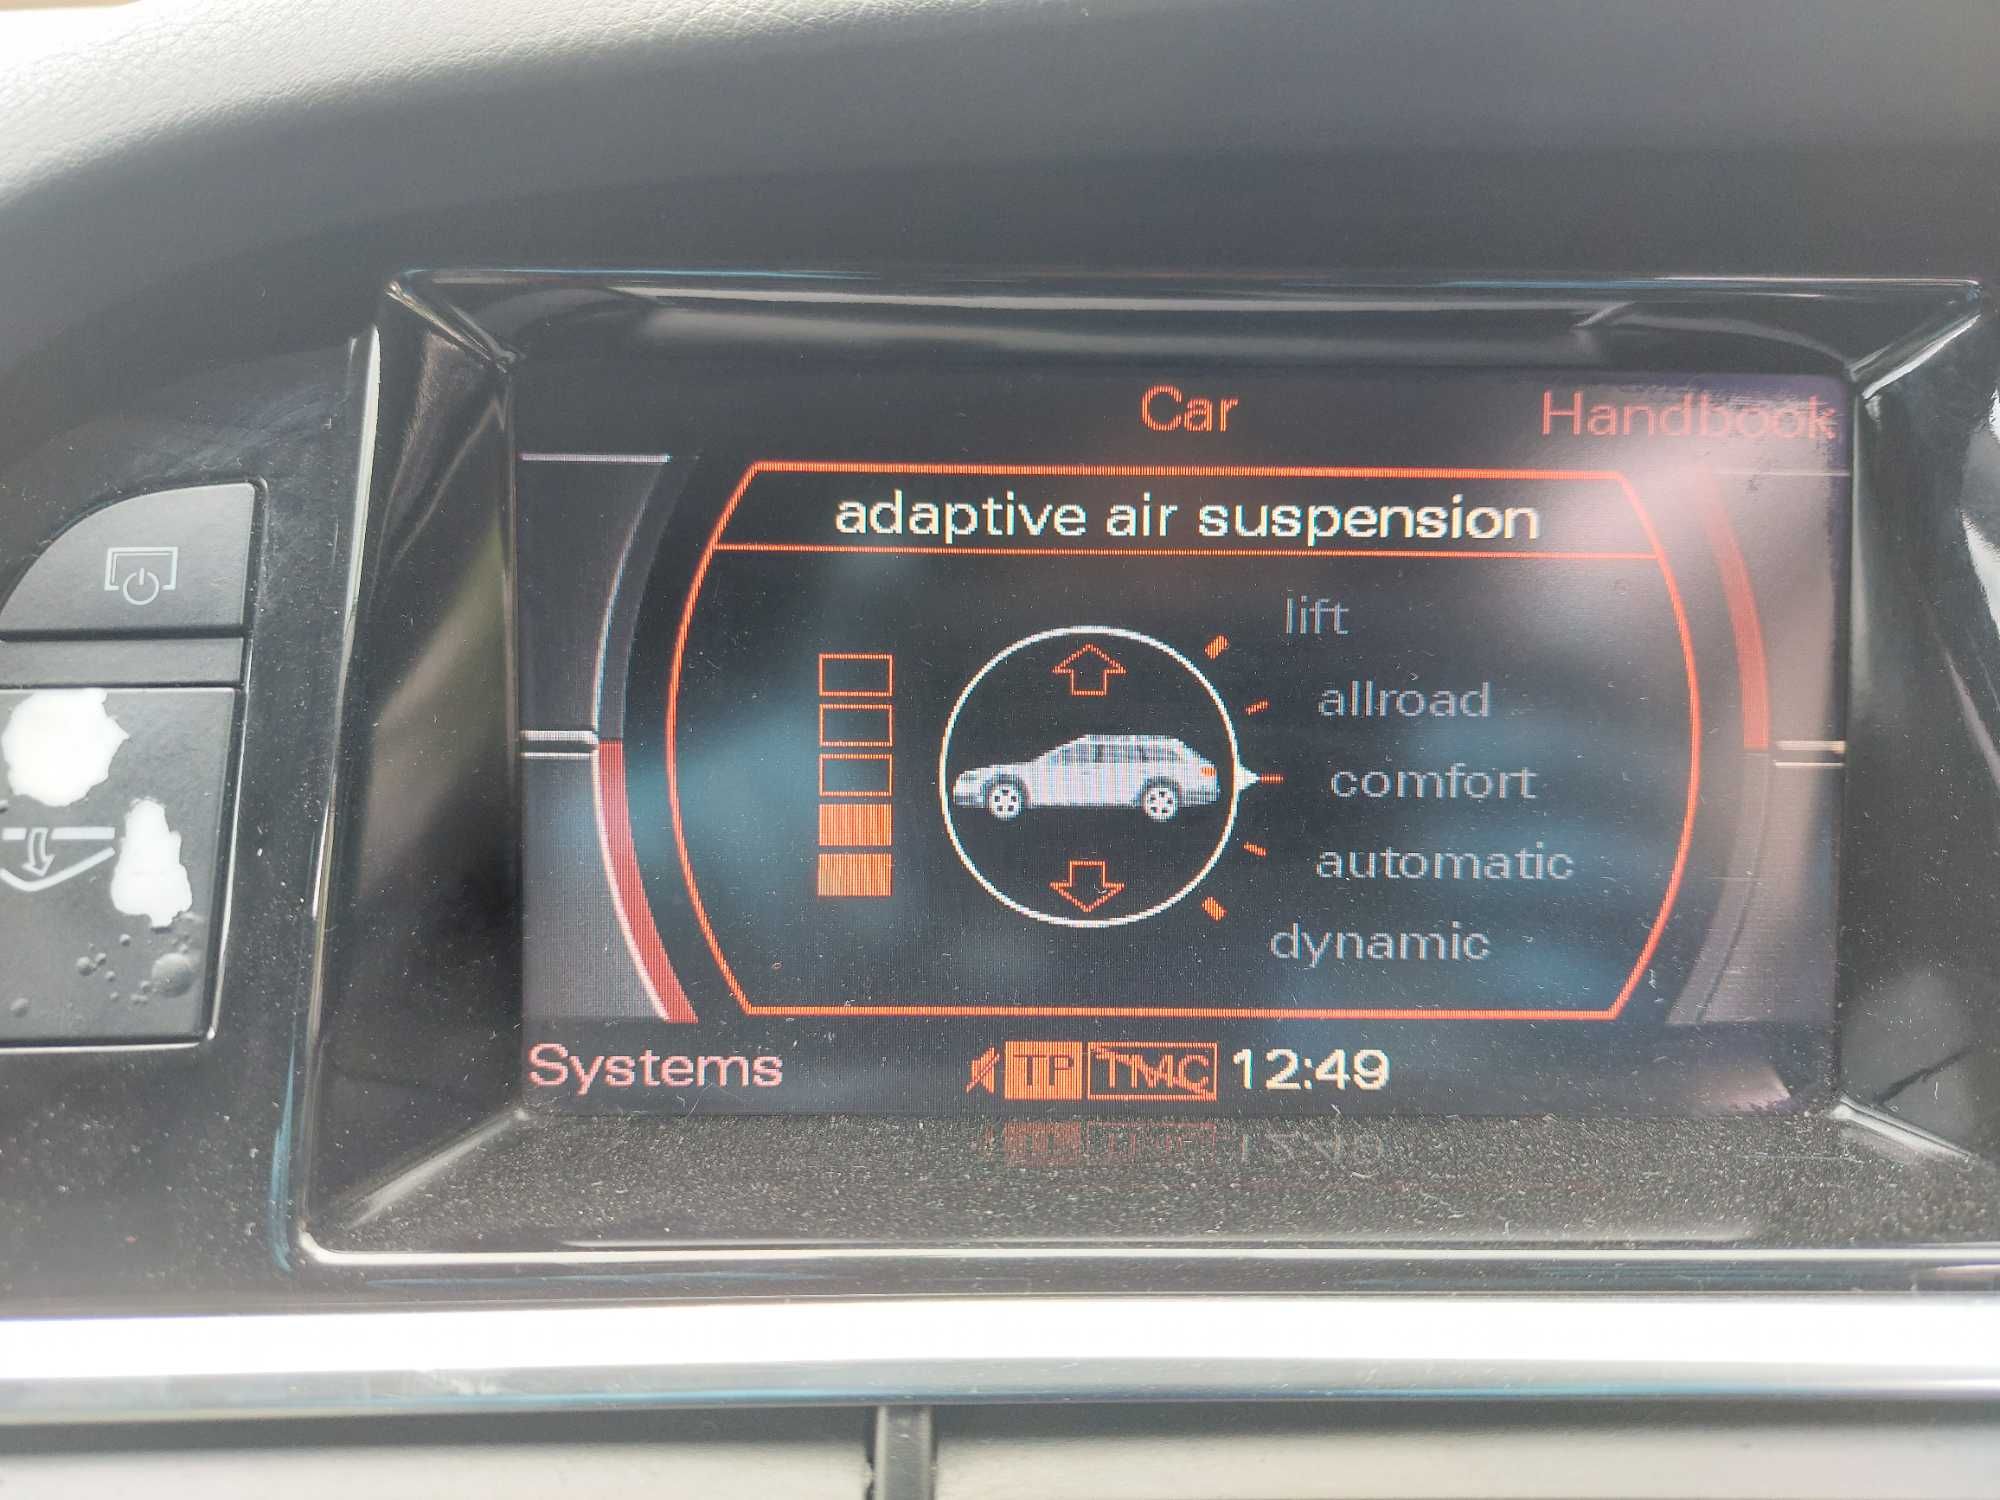 Car
Handbook
adaptive air suspension
lift
allroad
comfort
automatic
dynamic
Systems
TP TMC 12:49